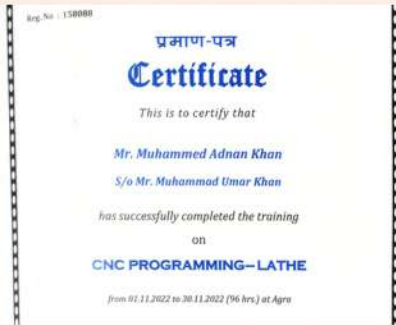 Reg.No : 150080
प्रमाण-पत्र
Certificate
This is to certify that
Mr. Muhammed Adnan Khan
S/o Mr. Muhammad Umar Khan
has successfully completed the training
on
CNC PROGRAMMING–LATHE
from 01.11.2022 to 30.11.2022 (96 hrs.) at Agra